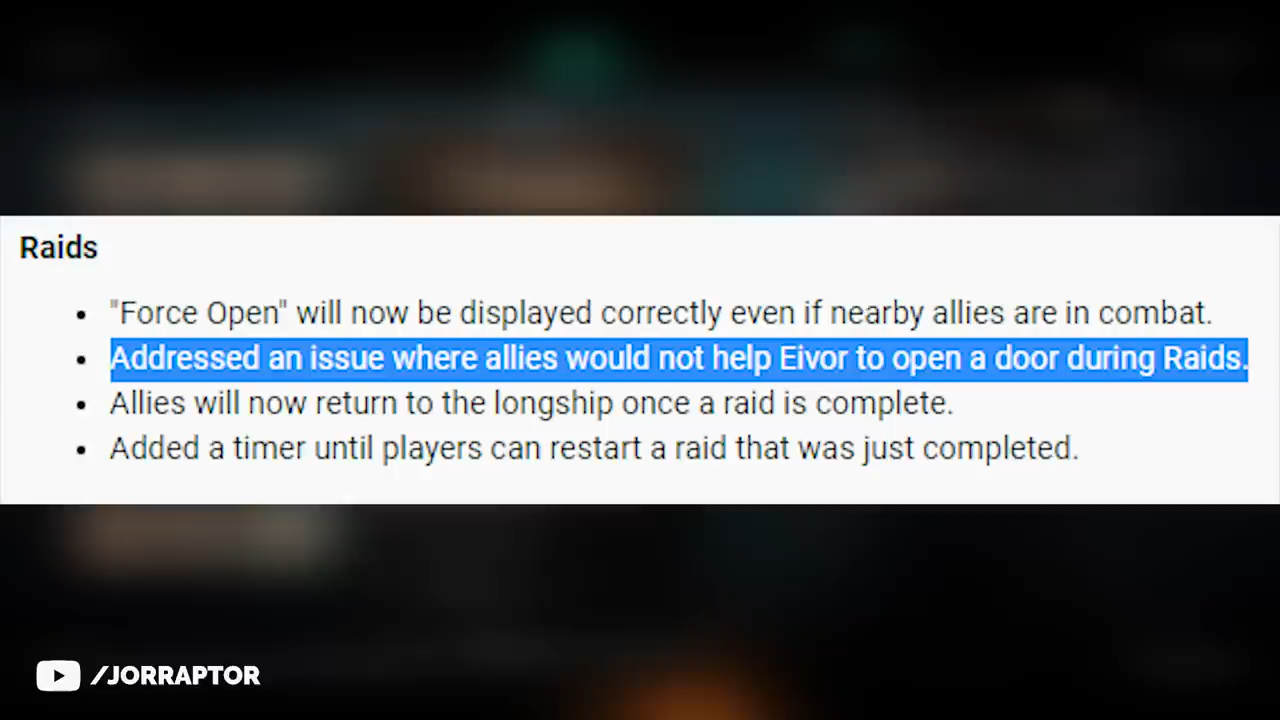 Raids
"Force Open" will now be displayed correctly even if nearby allies are in combat.
Addressed an issue where allies would not help Eivor to open a door during Raids.
Allies will now return to the longship once a raid is complete.
Added a timer until players can restart a raid that was just completed.
/JORRAPTOR